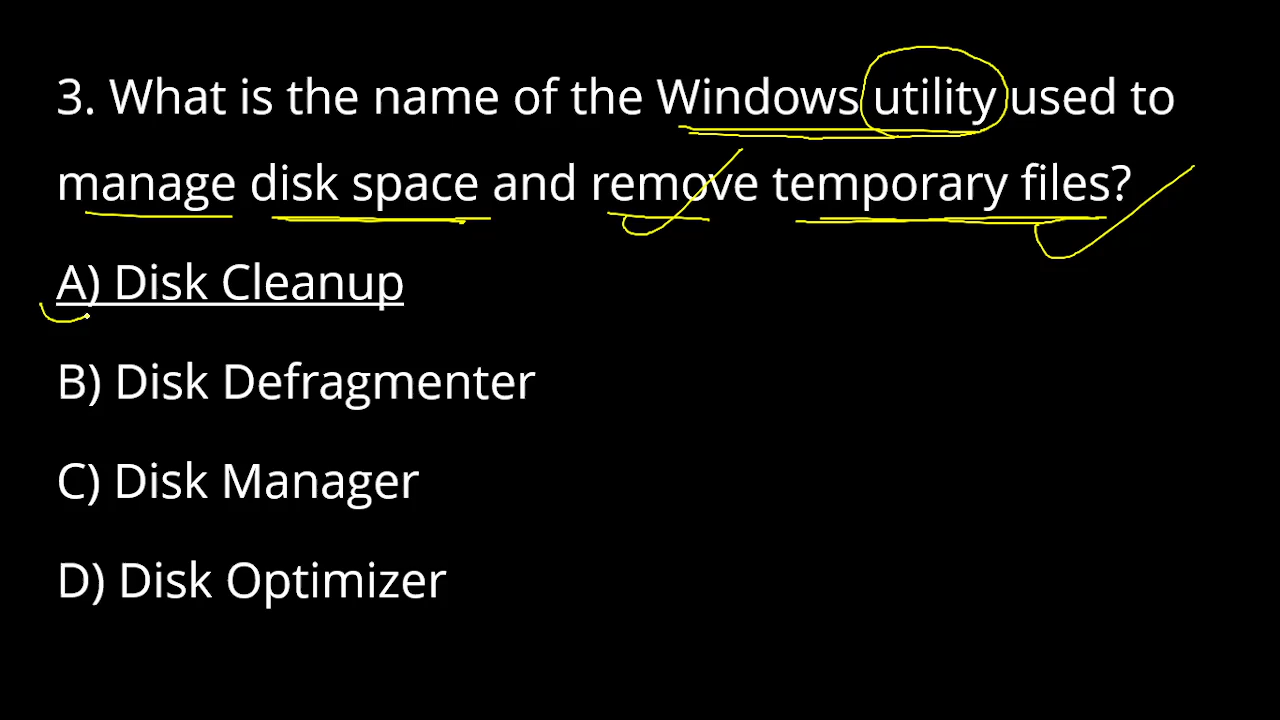 3. What is the name of the Windows utility used to
manage disk space and remove temporary files?
A) Disk Cleanup
B) Disk Defragmenter
C) Disk Manager
D) Disk Optimizer